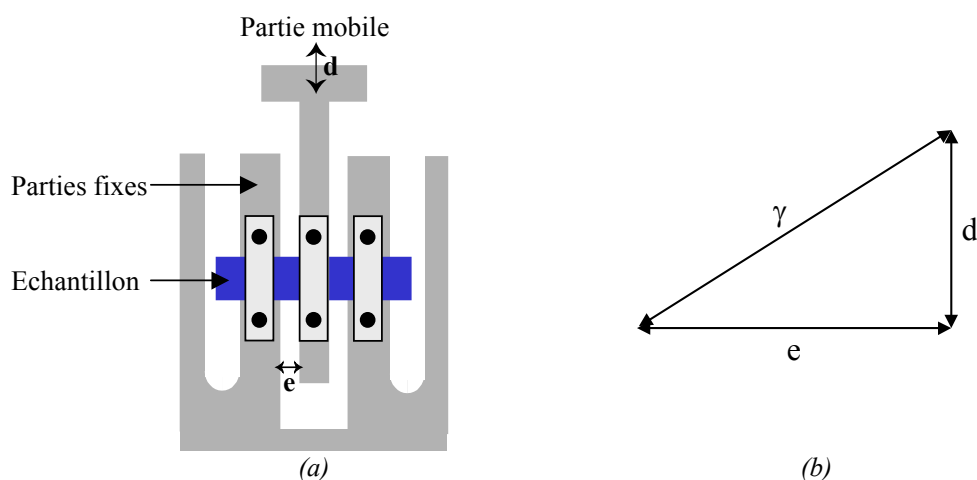 Partie mobile
d
Parties fixes
Echantillon
e
(a)
γ
d
e
(b)